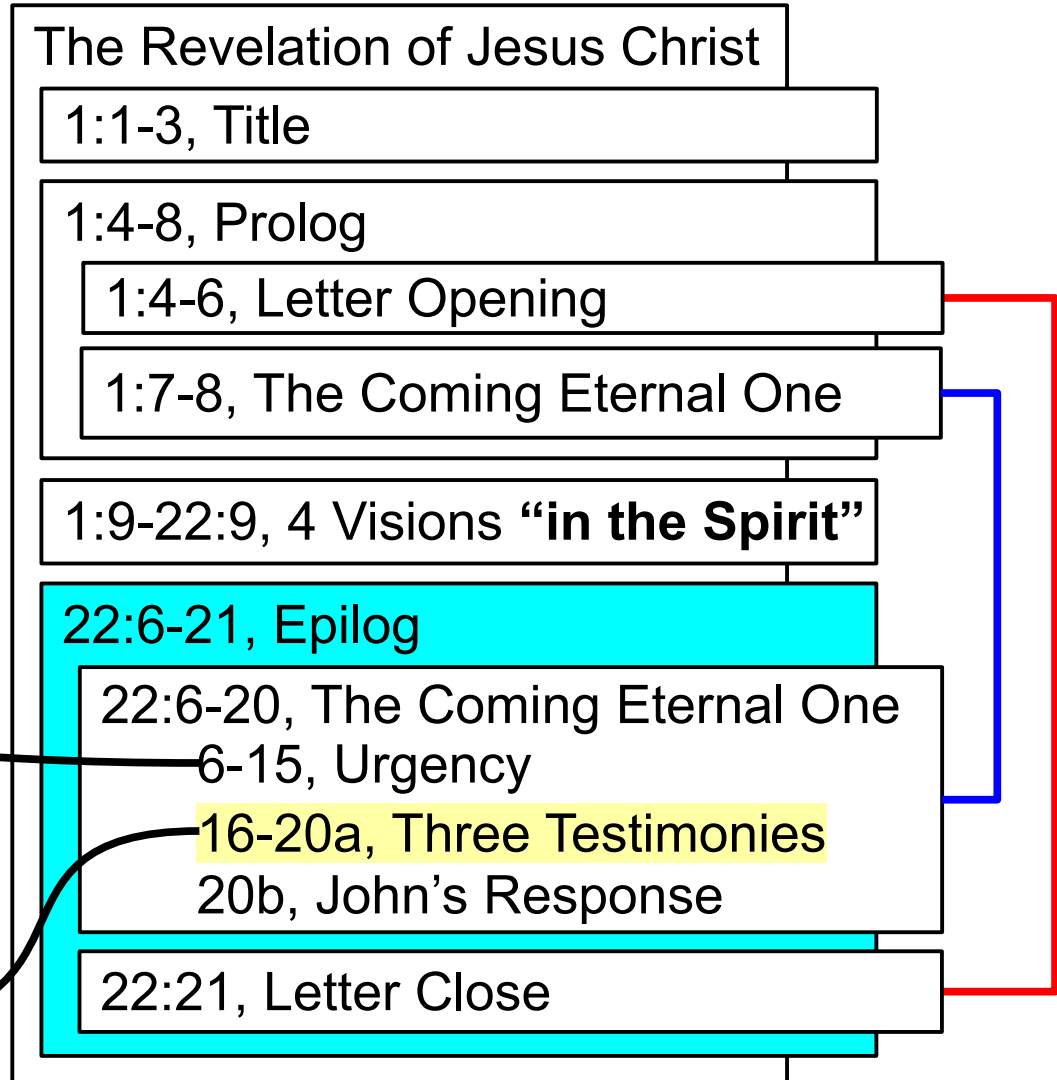 The Revelation of Jesus Christ
1:1-3, Title
1:4-8, Prolog
1:4-6, Letter Opening
1:7-8, The Coming Eternal One
1:9-22:9, 4 Visions “in the Spirit”
22:6-21, Epilog
22:6-20, The Coming Eternal One
6-15, Urgency
16-20a, Three Testimonies
20b, John’s Response
22:21, Letter Close